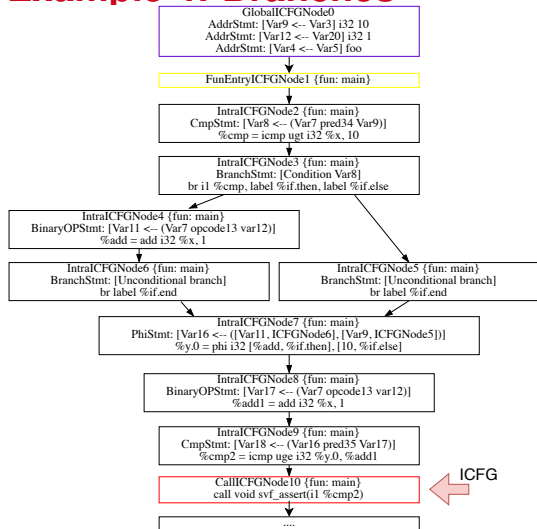 Example 4: Branches
GlobalICFGNode0
AddrStmt: [Var9 <-- Var3] i32 10
AddrStmt: [Var12 <-- Var20] i32 1
AddrStmt: [Var4 <-- Var5] foo
FunEntryICFGNode1 {fun: main}
IntraICFGNode2 {fun: main}
CmpStmt: [Var8 <-- (Var7 pred34 Var9)]
%cmp = icmp ugt i32 %x, 10
IntraICFGNode3 {fun: main}
BranchStmt: [Condition Var8]
br i1 %cmp, label %if.then, label %if.else
IntraICFGNode4 {fun: main}
BinaryOPStmt: [Var11 <-- (Var7 opcode13 var12)]
%add = add i32 %x, 1
IntraICFGNode6 {fun: main}
BranchStmt: [Unconditional branch]
br label %if.end
IntraICFGNode5 {fun: main}
BranchStmt: [Unconditional branch]
br label %if.end
IntraICFGNode7 {fun: main}
PhiStmt: [Var16 <-- ([Var11, ICFGNode6], [Var9, ICFGNode5])]
%y.0 = phi i32 [%add, %if.then], [10, %if.else]
IntraICFGNode8 {fun: main}
BinaryOPStmt: [Var17 <-- (Var7 opcode13 var12)]
%add1 = add i32 %x, 1
IntraICFGNode9 {fun: main}
CmpStmt: [Var18 <-- (Var16 pred35 Var17)]
%cmp2 = icmp uge i32 %y.0, %add1
CallICFGNode10 {fun: main}
call void svf_assert(i1 %cmp2)
ICFG
....